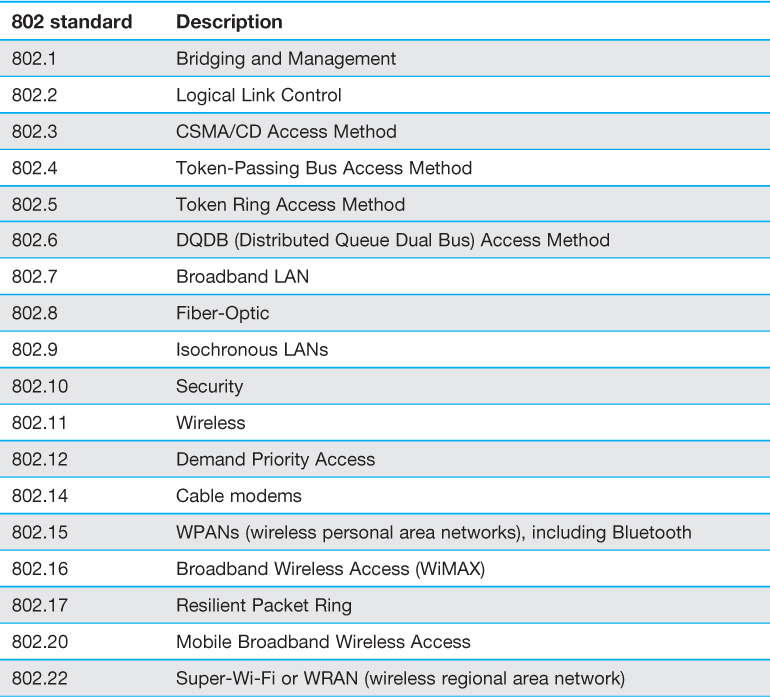 802 standard Description
802.1 Bridging and Management
802.2 Logical Link Control
802.3 CSMA/CD Access Method
802.4 Token-Passing Bus Access Method
802.5 Token Ring Access Method
802.6 DQDB (Distributed Queue Dual Bus) Access Method
802.7 Broadband LAN
802.8 Fiber-Optic
802.9 Isochronous LANs
802.10 Security
802.11 Wireless
802.12 Demand Priority Access
802.14 Cable modems
802.15 WPANs (wireless personal area networks), including Bluetooth
802.16 Broadband Wireless Access (WiMAX)
802.17 Resilient Packet Ring
802.20 Mobile Broadband Wireless Access
802.22 Super-Wi-Fi or WRAN (wireless regional area network)